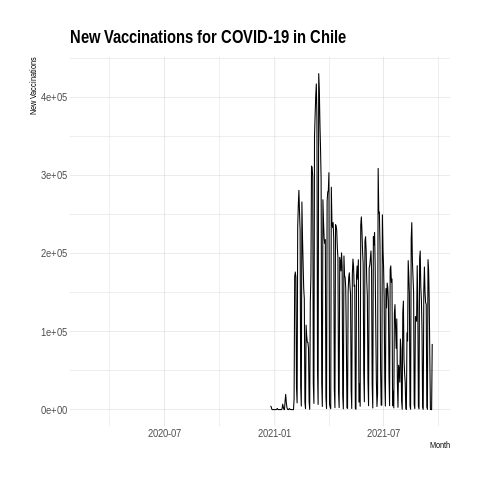 New Vaccinations for COVID-19 in Chile
New Vaccinations
4e+05
3e+05
2e+05
1e+05
0e+00
2020-07
2021-01
2021-07
Month